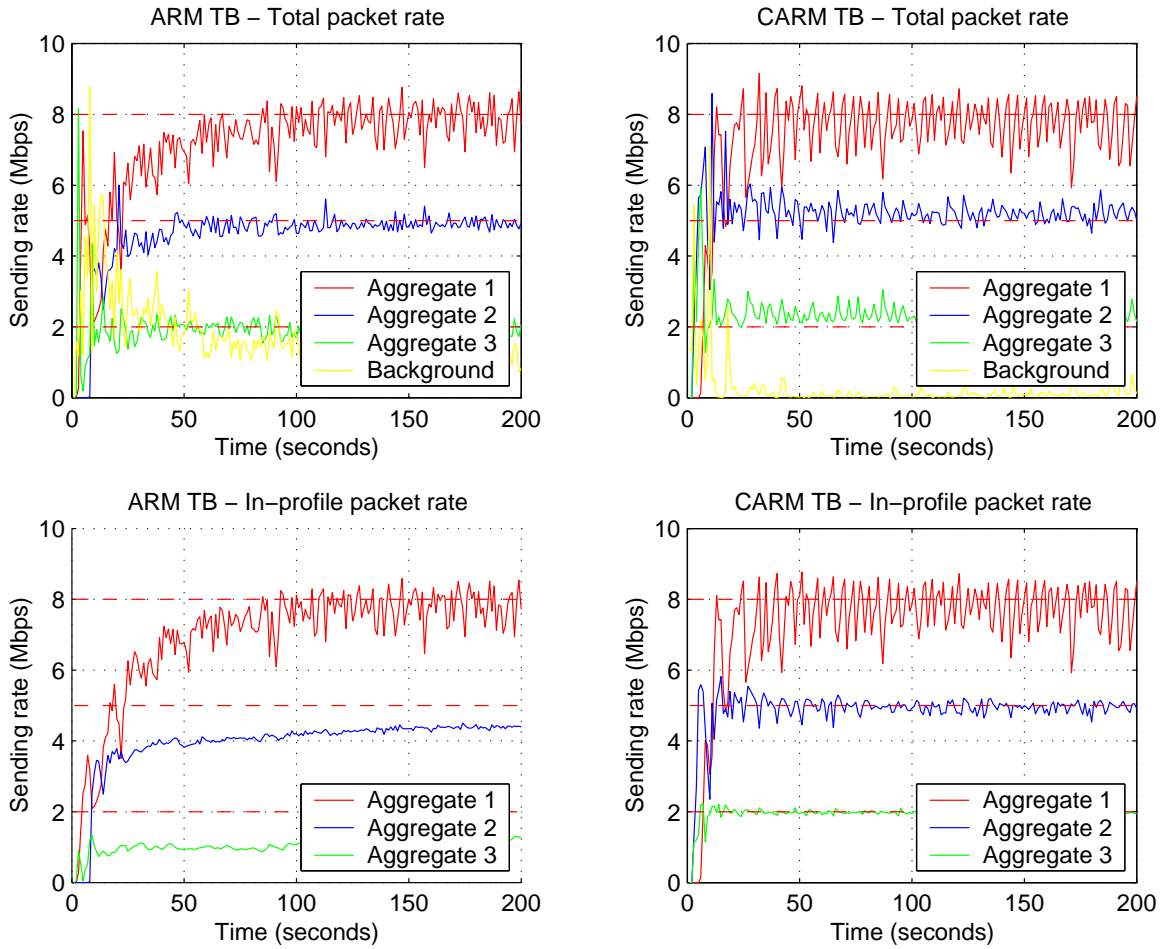 ARM TB − Total packet rate
10
8
6
4
2
0
Sending rate (Mbps)
0 50 100 150 200
Time (seconds)
Aggregate 1
Aggregate 2
Aggregate 3
Background
CARM TB − Total packet rate
10
8
6
4
2
0
Sending rate (Mbps)
0 50 100 150 200
Time (seconds)
Aggregate 1
Aggregate 2
Aggregate 3
Background
ARM TB − In−profile packet rate
10
8
6
4
2
0
Sending rate (Mbps)
0 50 100 150 200
Time (seconds)
Aggregate 1
Aggregate 2
Aggregate 3
CARM TB − In−profile packet rate
10
8
6
4
2
0
Sending rate (Mbps)
0 50 100 150 200
Time (seconds)
Aggregate 1
Aggregate 2
Aggregate 3